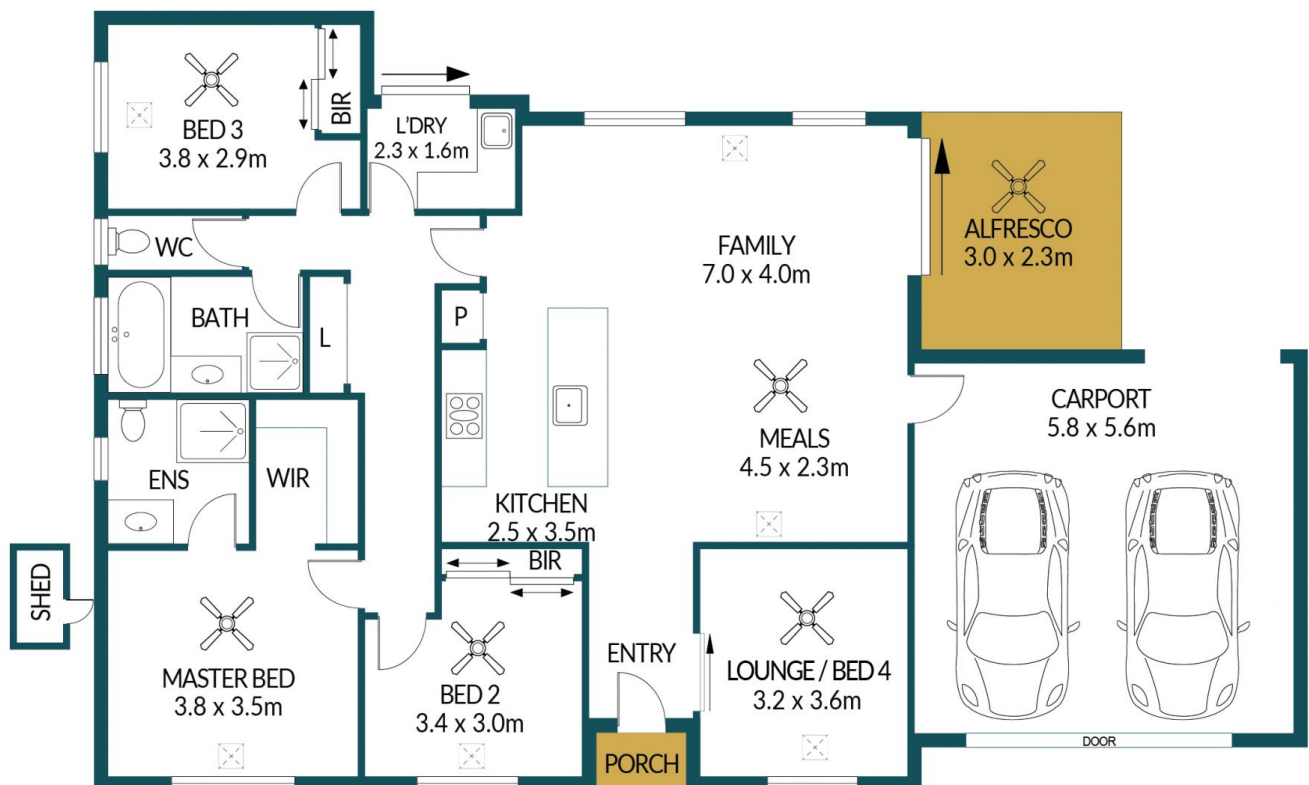 BED 3
3.8 x 2.9m
BIR
L'DRY
2.3 x 1.6m
WC
BATH
L
P
FAMILY
7.0 x 4.0m
ALFRESCO
3.0 x 2.3m
ENS
WIR
KITCHEN
2.5 x 3.5m
MEALS
4.5 x 2.3m
CARPORT
5.8 x 5.6m
SHED
MASTER BED
3.8 x 3.5m
BIR
BED 2
3.4 x 3.0m
ENTRY
LOUNGE / BED 4
3.2 x 3.6m
PORCH
DOOR